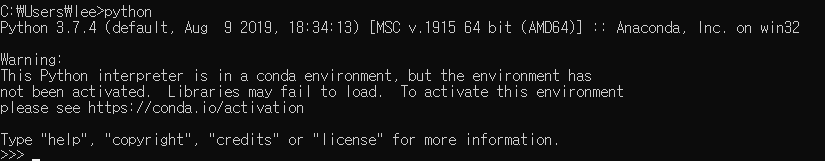 C:₩Users₩lee>python
Python 3.7.4 (default, Aug  9 2019, 18:34:13) [MSC v.1915 64 bit (AMD64)] :: Anaconda, Inc. on win32
Warning:
This Python interpreter is in a conda environment, but the environment has
not been activated.  Libraries may fail to load.  To activate this environment
please see https://conda.io/activation
Type "help", "copyright", "credits" or "license" for more information.
>>> _